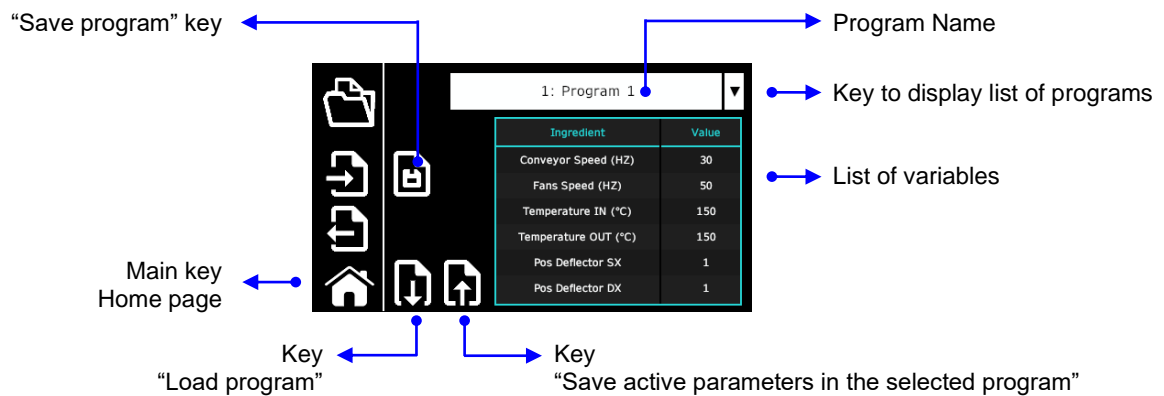 “Save program” key
Program Name
1: Program 1
▼
Key to display list of programs
Ingredient Value
Conveyor Speed (HZ) 30
Fans Speed (HZ) 50
Temperature IN (°C) 150
Temperature OUT (°C) 150
Pos Deflector SX 1
Pos Deflector DX 1
List of variables
Main key
Home page
Key
“Load program”
Key
“Save active parameters in the selected program”